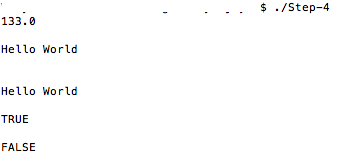 $ ./Step-4
133.0
Hello World
Hello World
TRUE
FALSE